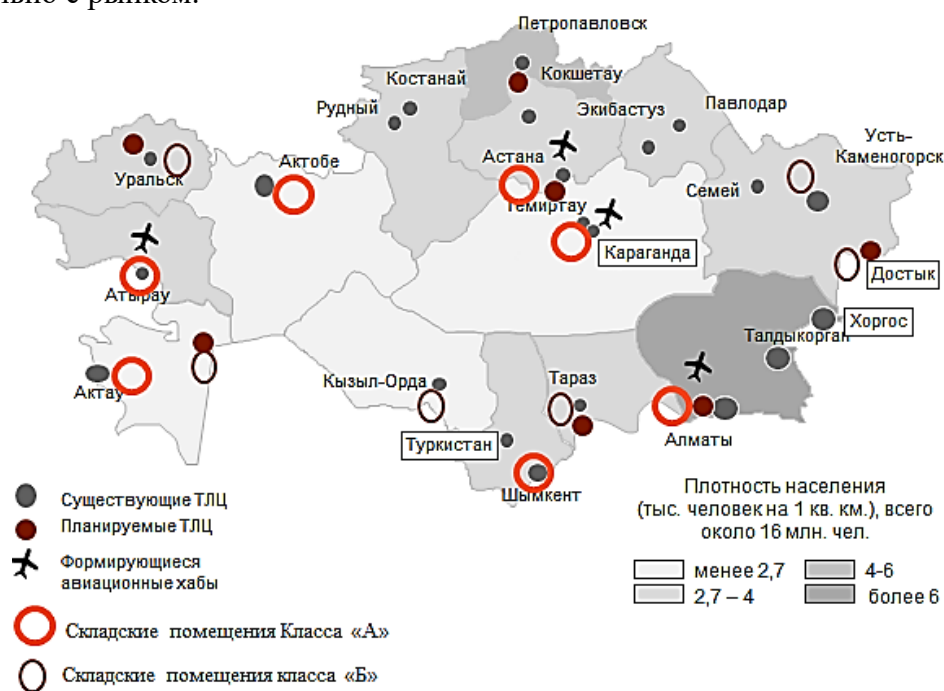 льно с рынком.
Петропавловск
Костанай
Кокшетау
Рудный
Экибастуз
Павлодар
Усть-
Каменогорск
Актобе
Астана
Уральск
Семей
Темиртау
Караганда
Достык
Атырау
Хоргос
Талдыкорган
Актау
Кызыл-Орда
Тараз
Туркистан
Алматы
Шымкент
Существующие ТЛЦ
Планируемые ТЛЦ
Формирующиеся
авиационные хабы
Складские помещения Класса «А»
Складские помещения класса «Б»
Плотность населения
(тыс. человек на 1 кв. км.), всего
около 16 млн. чел.
менее 2,7
4-6
2,7 – 4
более 6